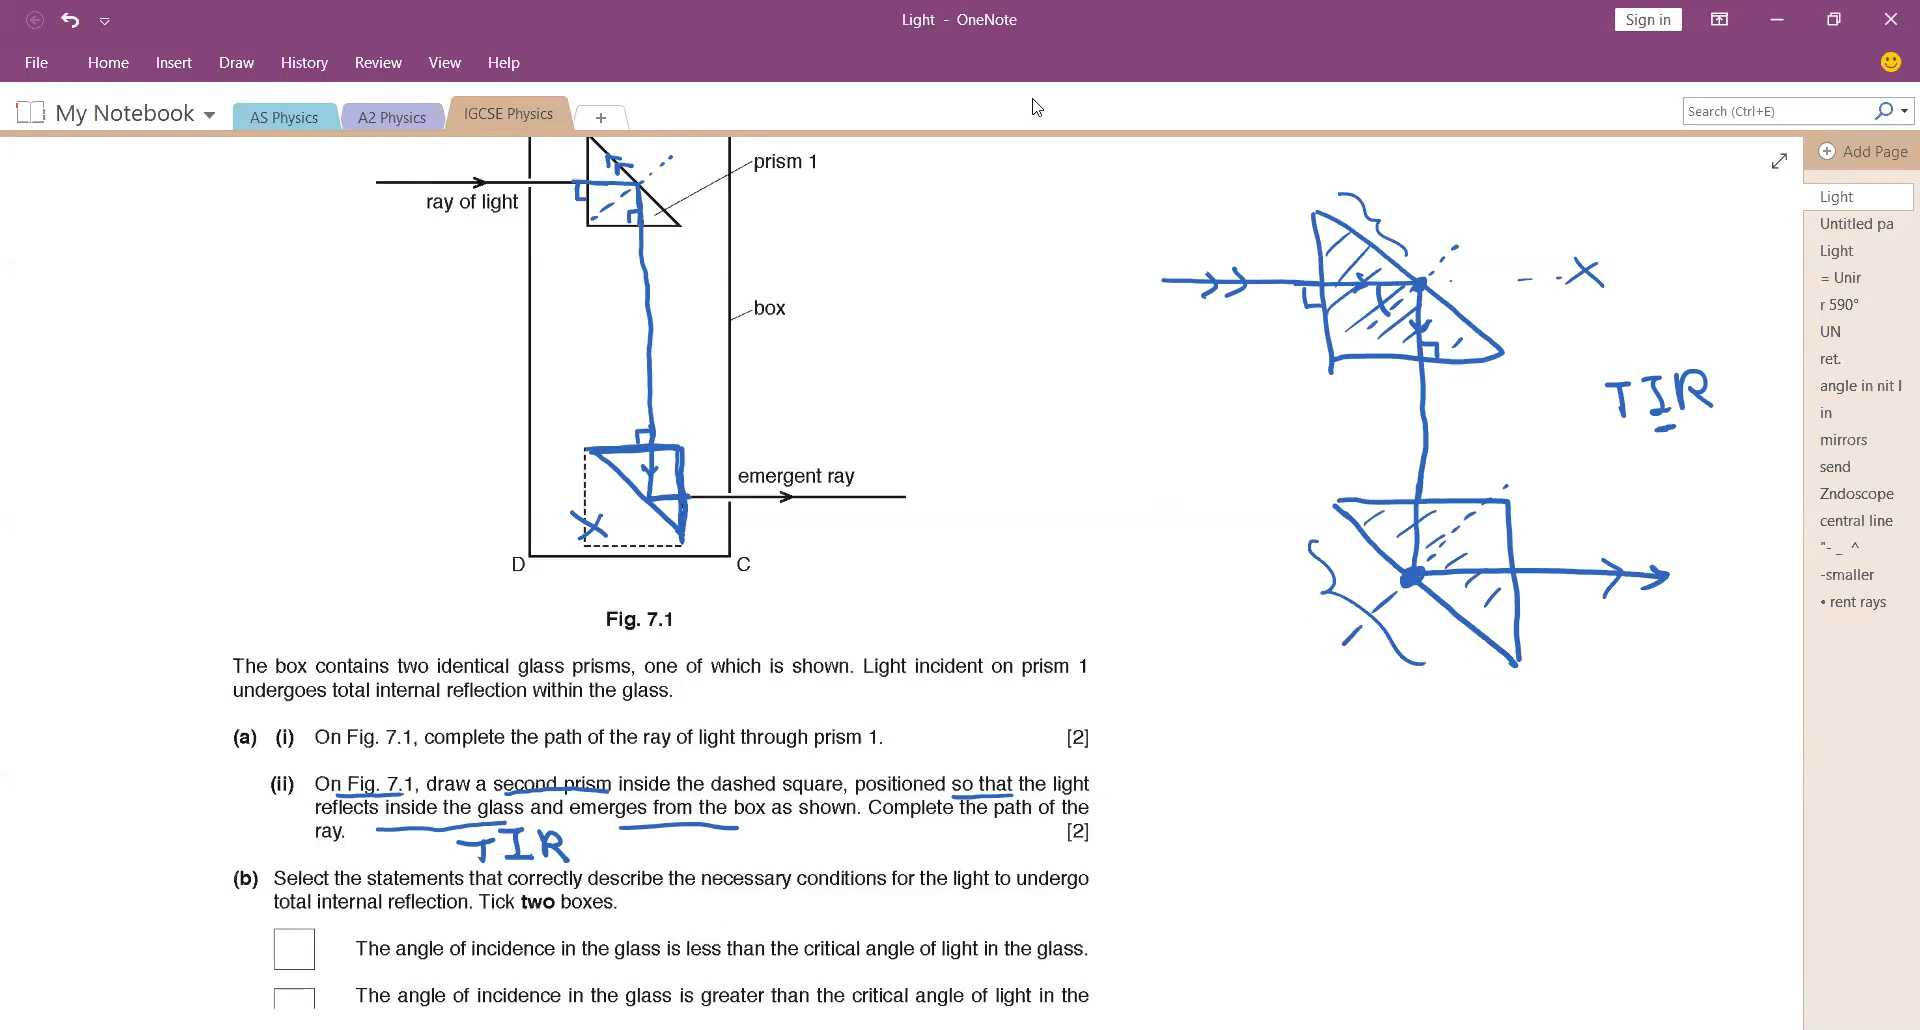 Light - OneNote
Sign in
File Home Insert Draw History Review View Help
My Notebook
AS Physics
A2 Physics
IGCSE Physics
+
Search (Ctrl+E)
Add Page
Light
Untitled pa
Light
= Unir
r 590°
UN
ret.
angle in nit I
in
mirrors
send
Zndoscope
central line
"- _ ^
-smaller
• rent rays
prism 1
ray of light
box
emergent ray
X
D
C
Fig. 7.1
X
TIR
The box contains two identical glass prisms, one of which is shown. Light incident on prism 1
undergoes total internal reflection within the glass.
(a) (i) On Fig. 7.1, complete the path of the ray of light through prism 1. [2]
(ii) On Fig. 7.1, draw a second prism inside the dashed square, positioned so that the light
reflects inside the glass and emerges from the box as shown. Complete the path of the
ray. [2]
TIR
(b) Select the statements that correctly describe the necessary conditions for the light to undergo
total internal reflection. Tick two boxes.
The angle of incidence in the glass is less than the critical angle of light in the glass.
The angle of incidence in the glass is greater than the critical angle of light in the